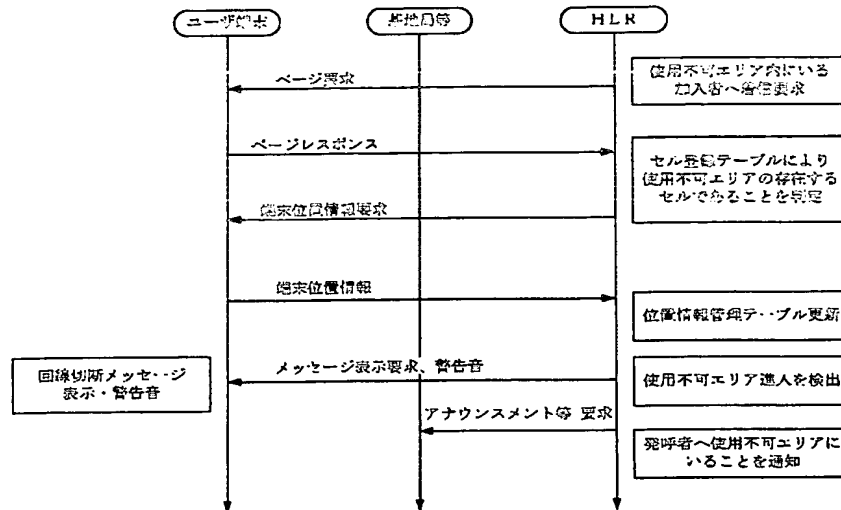 ユーザ端末
基地局等
HLR
ページ要求
使用不可エリア内にいる
加入者へ着信要求
ページレスポンス
セル登録テーブルにより
使用不可エリアの存在する
セルであることを判定
端末位置情報要求
端末位置情報
位置情報管理テーブル更新
メッセージ表示要求、警告音
回線切断メッセージ
表示・警告音
使用不可エリア進入を検出
アナウンスメント等 要求
発呼者へ使用不可エリアに
いることを通知